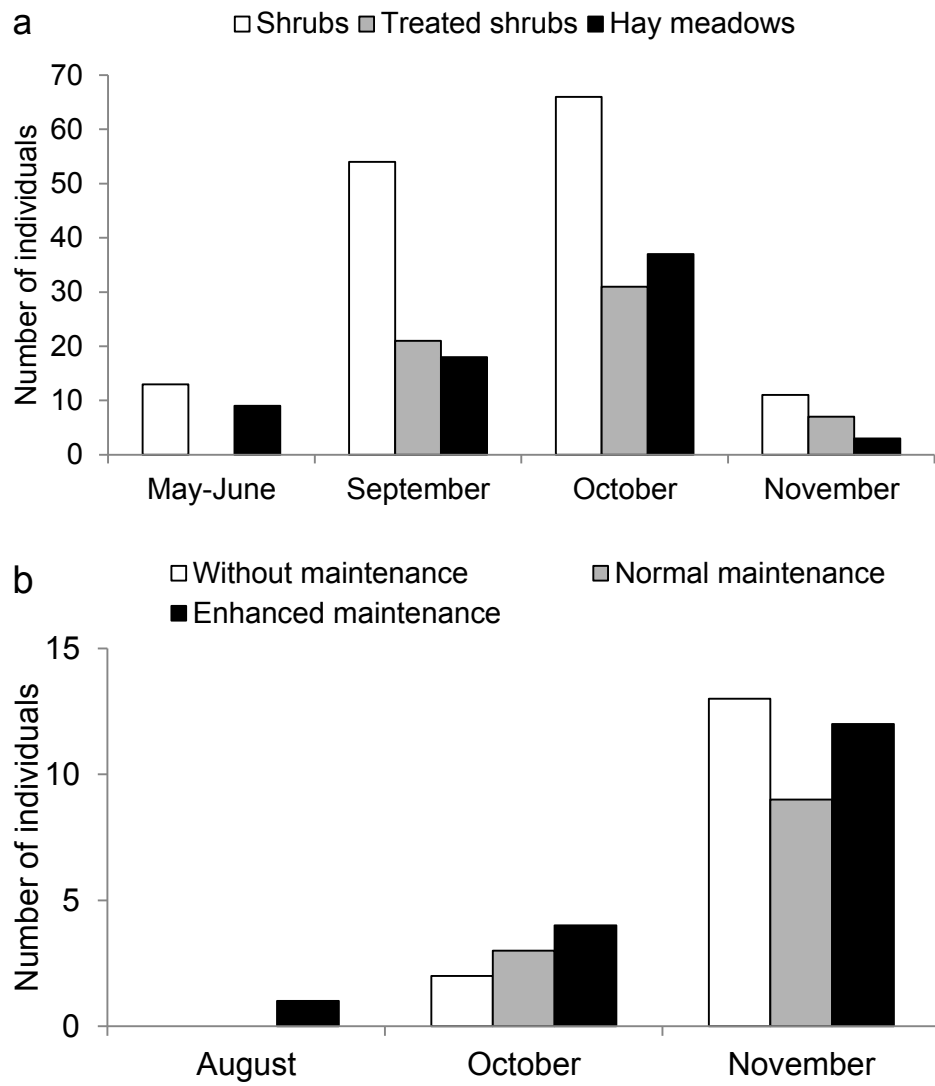 a
Shrubs Treated shrubs Hay meadows
Number of individuals
70
60
50
40
30
20
10
0
May-June September October November
b
Without maintenance Normal maintenance
Enhanced maintenance
Number of individuals
15
10
5
0
August October November